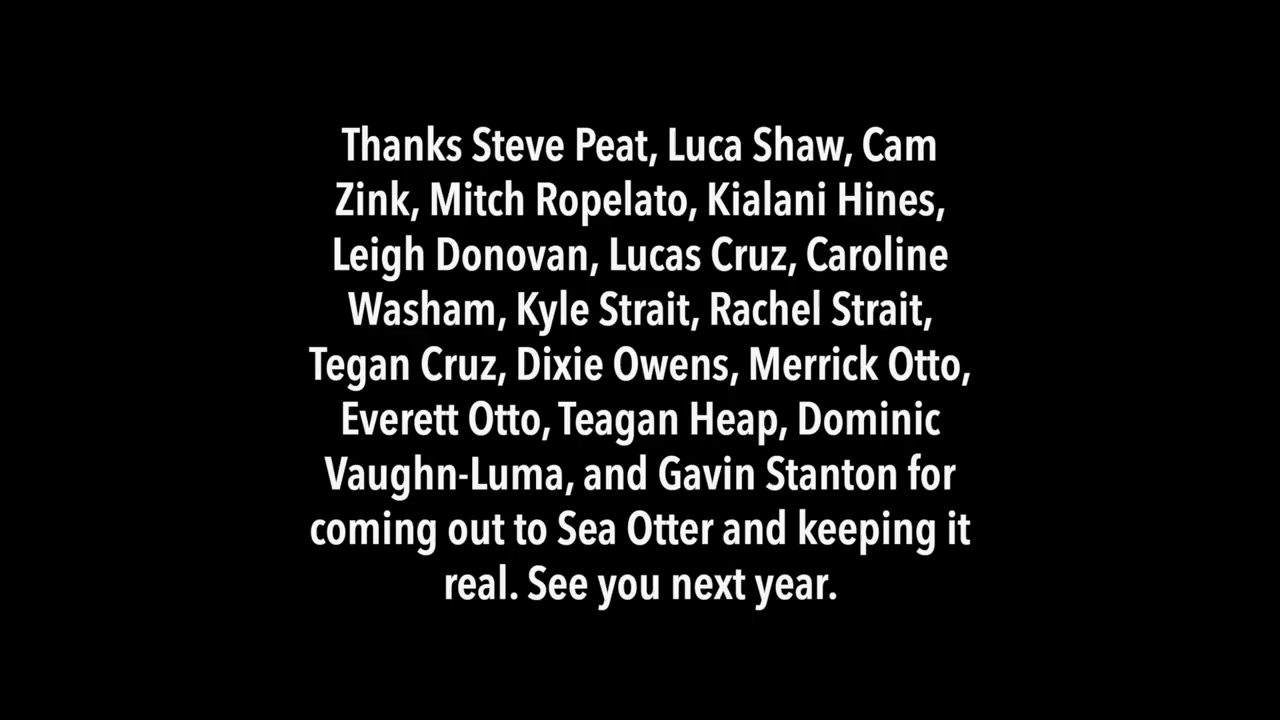 Thanks Steve Peat, Luca Shaw, Cam
Zink, Mitch Ropelato, Kialani Hines,
Leigh Donovan, Lucas Cruz, Caroline
Washam, Kyle Strait, Rachel Strait,
Tegan Cruz, Dixie Owens, Merrick Otto,
Everett Otto, Teagan Heap, Dominic
Vaughn-Luma, and Gavin Stanton for
coming out to Sea Otter and keeping it
real. See you next year.